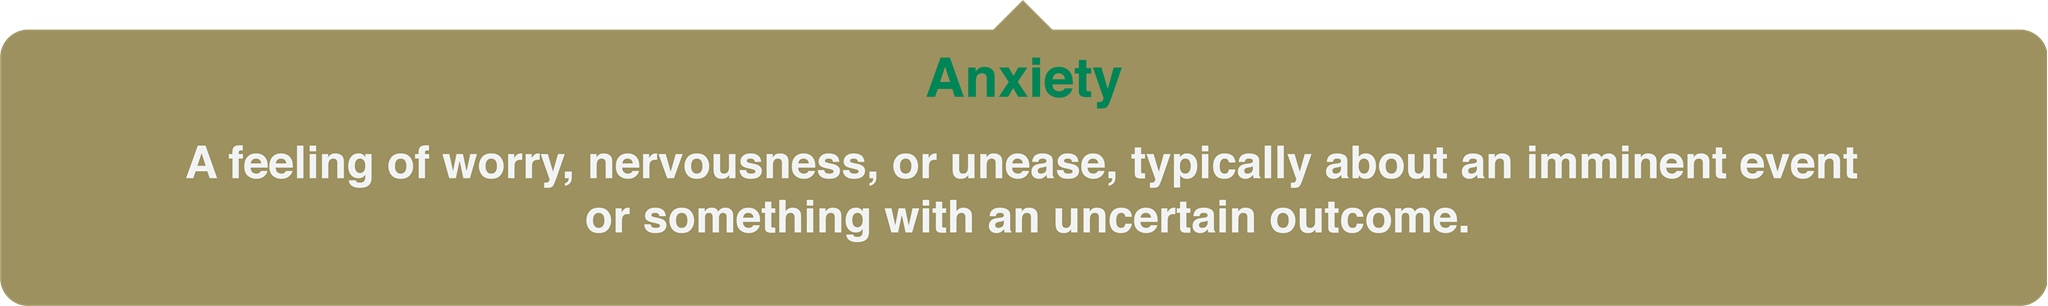 Anxiety
A feeling of worry, nervousness, or unease, typically about an imminent event
or something with an uncertain outcome.